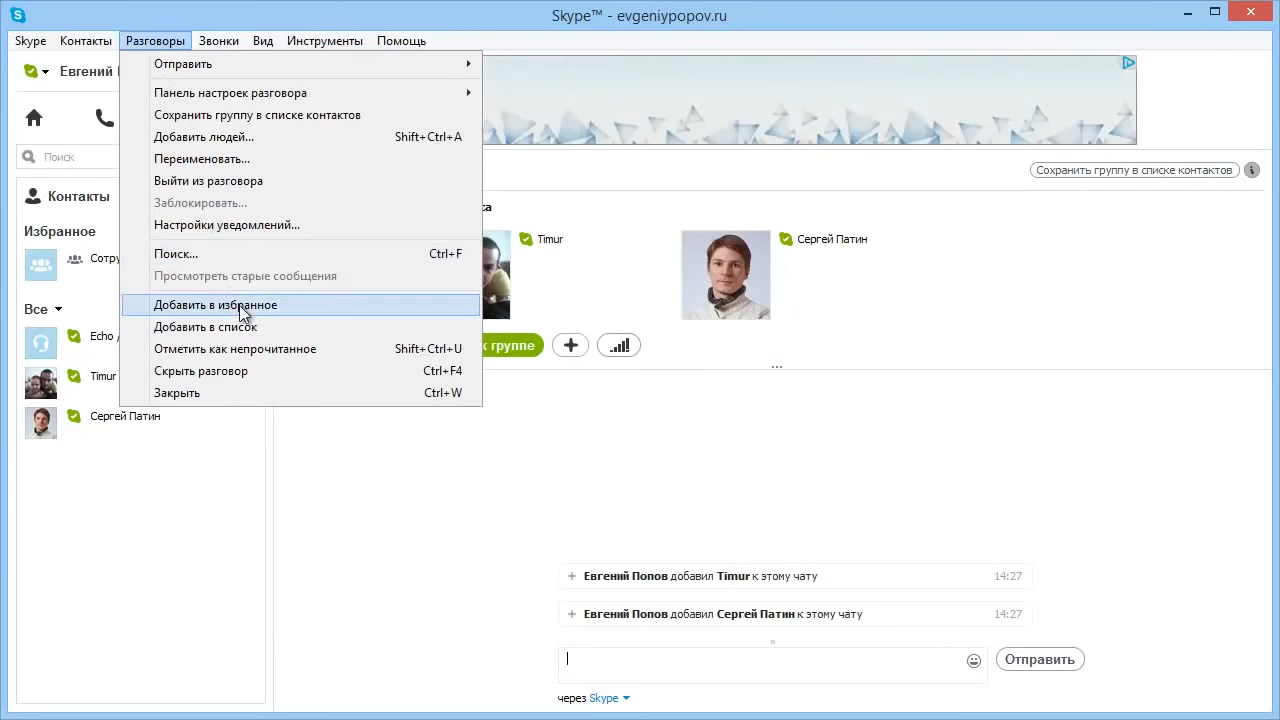 Skype™ - evgeniypopov.ru
Skype Контакты Разговоры Звонки Вид Инструменты Помощь
Евгений
Поиск
Контакты
Избранное
Все
Echo
Timur
Сергей Патин
Отправить
Панель настроек разговора
Сохранить группу в списке контактов
Добавить людей... Shift+Ctrl+A
Переименовать...
Выйти из разговора
Заблокировать...
Настройки уведомлений...
Поиск... Ctrl+F
Просмотреть старые сообщения
Добавить в избранное
Добавить в список
Отметить как непрочитанное Shift+Ctrl+U
Скрыть разговор Ctrl+F4
Закрыть Ctrl+W
Сохранить группу в списке контактов
Timur
Сергей Патин
к группе
Евгений Попов добавил Timur к этому чату 14:27
Евгений Попов добавил Сергей Патин к этому чату 14:27
Отправить
через Skype